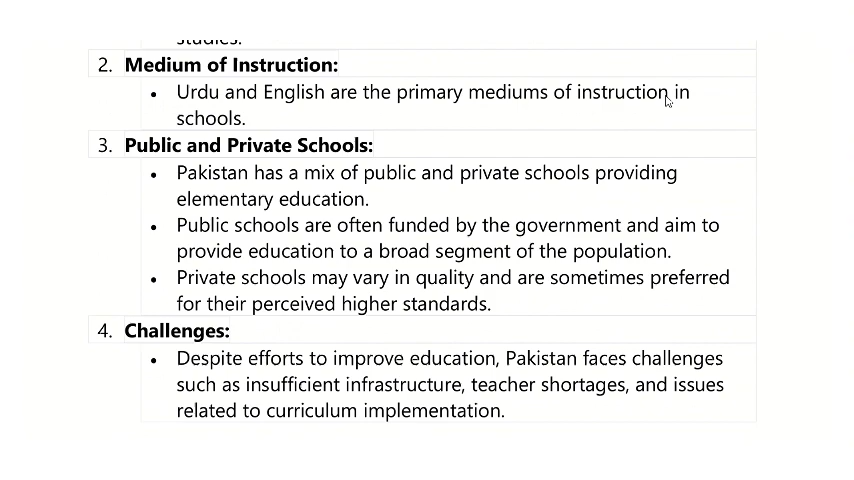 studies.
2. Medium of Instruction:
• Urdu and English are the primary mediums of instruction in
schools.
3. Public and Private Schools:
• Pakistan has a mix of public and private schools providing
elementary education.
• Public schools are often funded by the government and aim to
provide education to a broad segment of the population.
• Private schools may vary in quality and are sometimes preferred
for their perceived higher standards.
4. Challenges:
• Despite efforts to improve education, Pakistan faces challenges
such as insufficient infrastructure, teacher shortages, and issues
related to curriculum implementation.